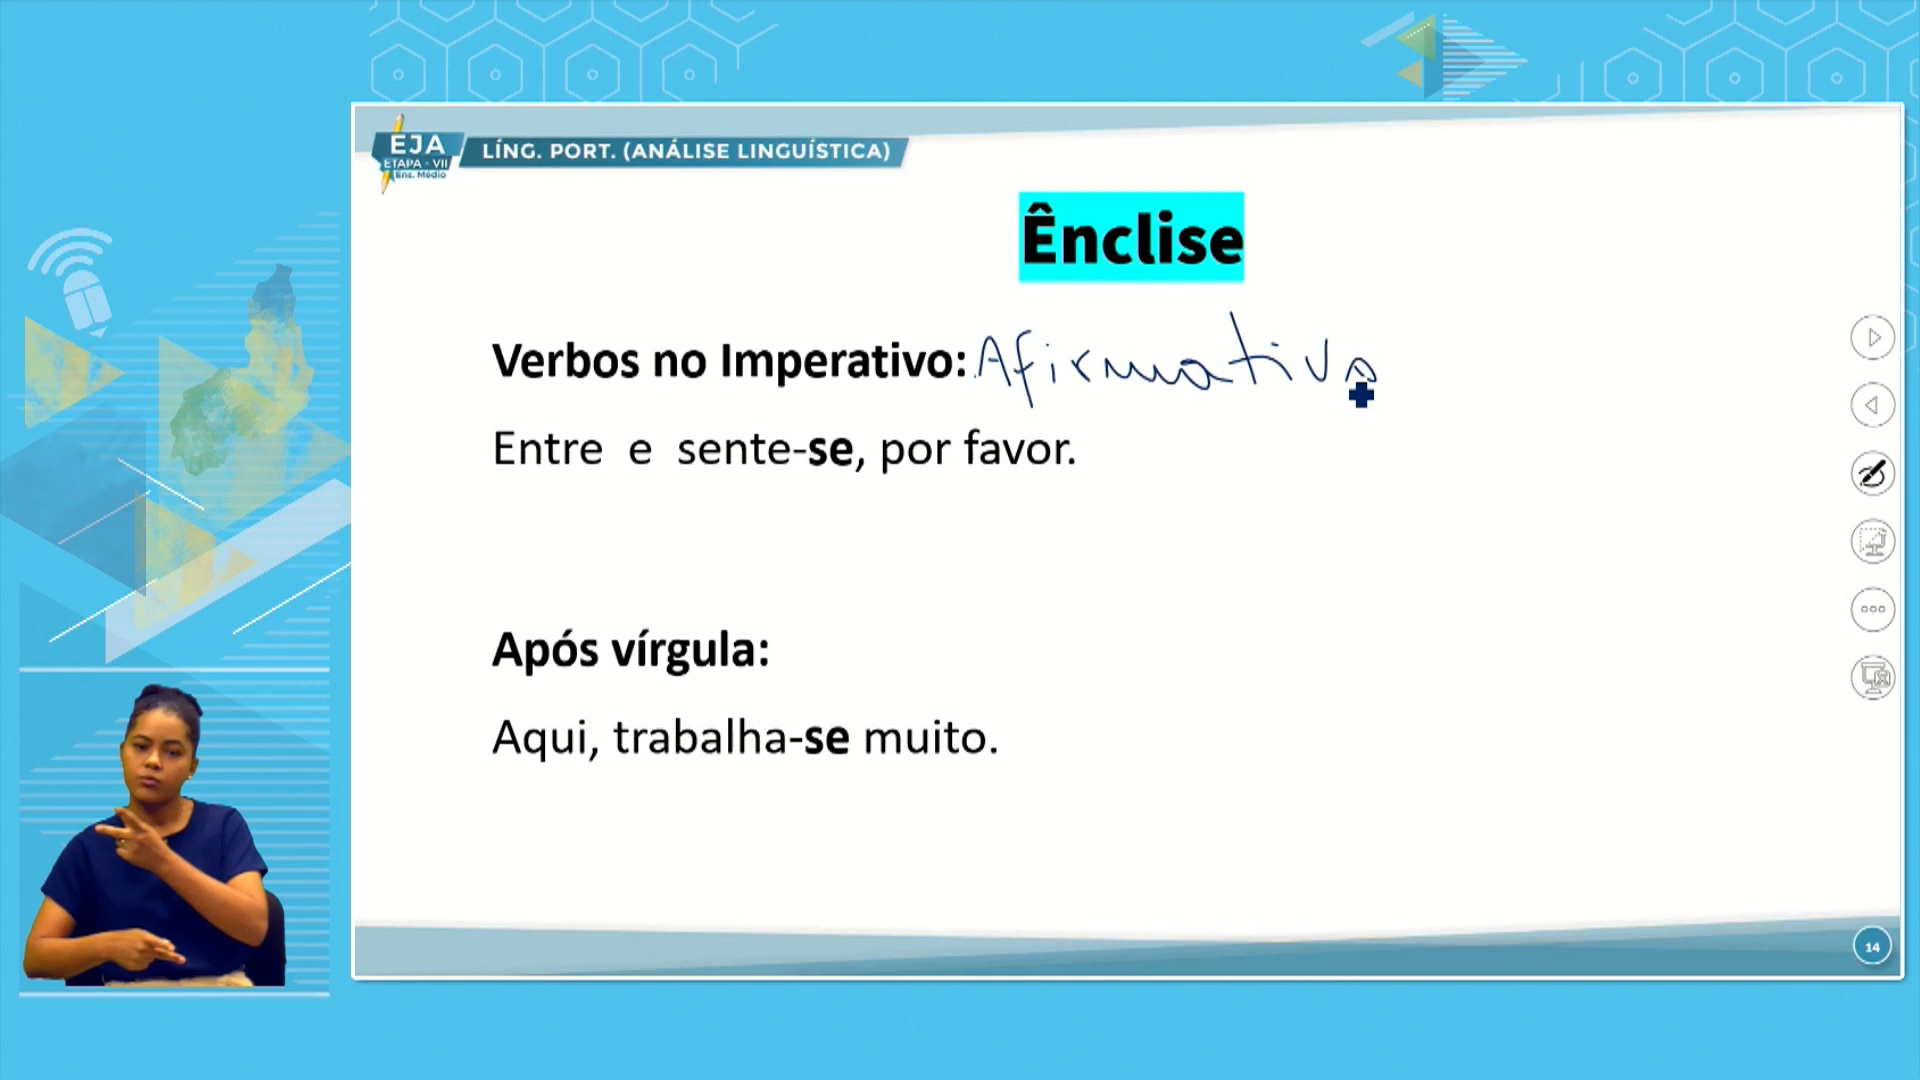 EJA
ETAPA - VII
Ens. Médio
LÍNG. PORT. (ANÁLISE LINGUÍSTICA)
Ênclise
Verbos no Imperativo: Afirmativo
Entre e sente-se, por favor.
Após vírgula:
Aqui, trabalha-se muito.
14